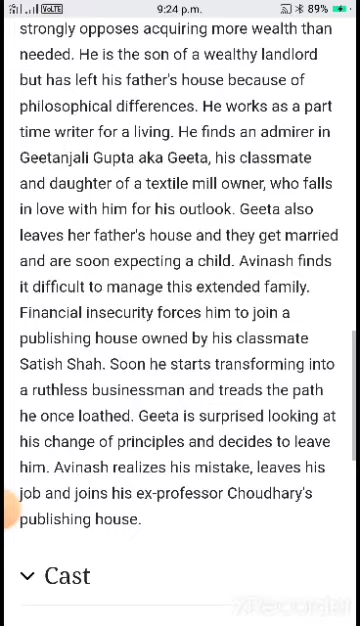 VoLTE 9:24 p.m. 89%
strongly opposes acquiring more wealth than
needed. He is the son of a wealthy landlord
but has left his father's house because of
philosophical differences. He works as a part
time writer for a living. He finds an admirer in
Geetanjali Gupta aka Geeta, his classmate
and daughter of a textile mill owner, who falls
in love with him for his outlook. Geeta also
leaves her father's house and they get married
and are soon expecting a child. Avinash finds
it difficult to manage this extended family.
Financial insecurity forces him to join a
publishing house owned by his classmate
Satish Shah. Soon he starts transforming into
a ruthless businessman and treads the path
he once loathed. Geeta is surprised looking at
his change of principles and decides to leave
him. Avinash realizes his mistake, leaves his
job and joins his ex-professor Choudhary's
publishing house.
Cast